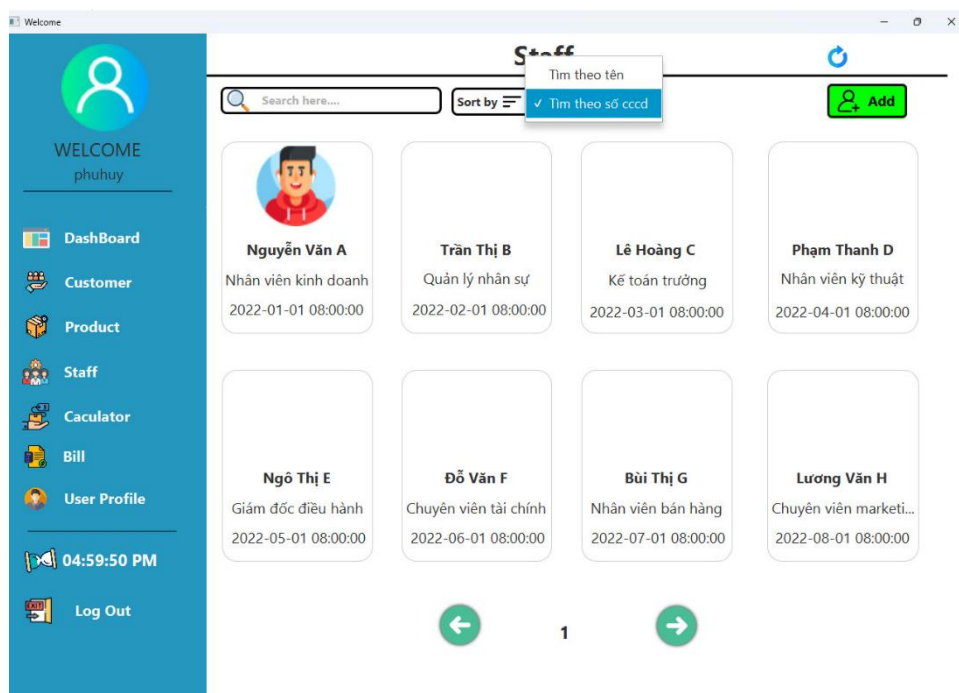 Welcome
WELCOME
phuhuy
DashBoard
Customer
Product
Staff
Caculator
Bill
User Profile
04:59:50 PM
EXIT
Log Out
Staff
Search here....
Sort by
Tìm theo tên
✓ Tìm theo số cccd
Add
Nguyễn Văn A
Nhân viên kinh doanh
2022-01-01 08:00:00
Trần Thị B
Quản lý nhân sự
2022-02-01 08:00:00
Lê Hoàng C
Kế toán trưởng
2022-03-01 08:00:00
Phạm Thanh D
Nhân viên kỹ thuật
2022-04-01 08:00:00
Ngô Thị E
Giám đốc điều hành
2022-05-01 08:00:00
Đỗ Văn F
Chuyên viên tài chính
2022-06-01 08:00:00
Bùi Thị G
Nhân viên bán hàng
2022-07-01 08:00:00
Lương Văn H
Chuyên viên marketi...
2022-08-01 08:00:00
1